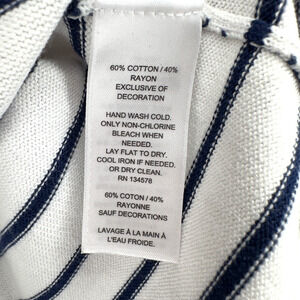 60% COTTON / 40%
RAYON
EXCLUSIVE OF
DECORATION
HAND WASH COLD.
ONLY NON-CHLORINE
BLEACH WHEN
NEEDED.
LAY FLAT TO DRY.
COOL IRON IF NEEDED.
OR DRY CLEAN.
RN 134578
60% COTON / 40%
RAYONNE
SAUF DECORATIONS
LAVAGE À LA MAIN À
L'EAU FROIDE.